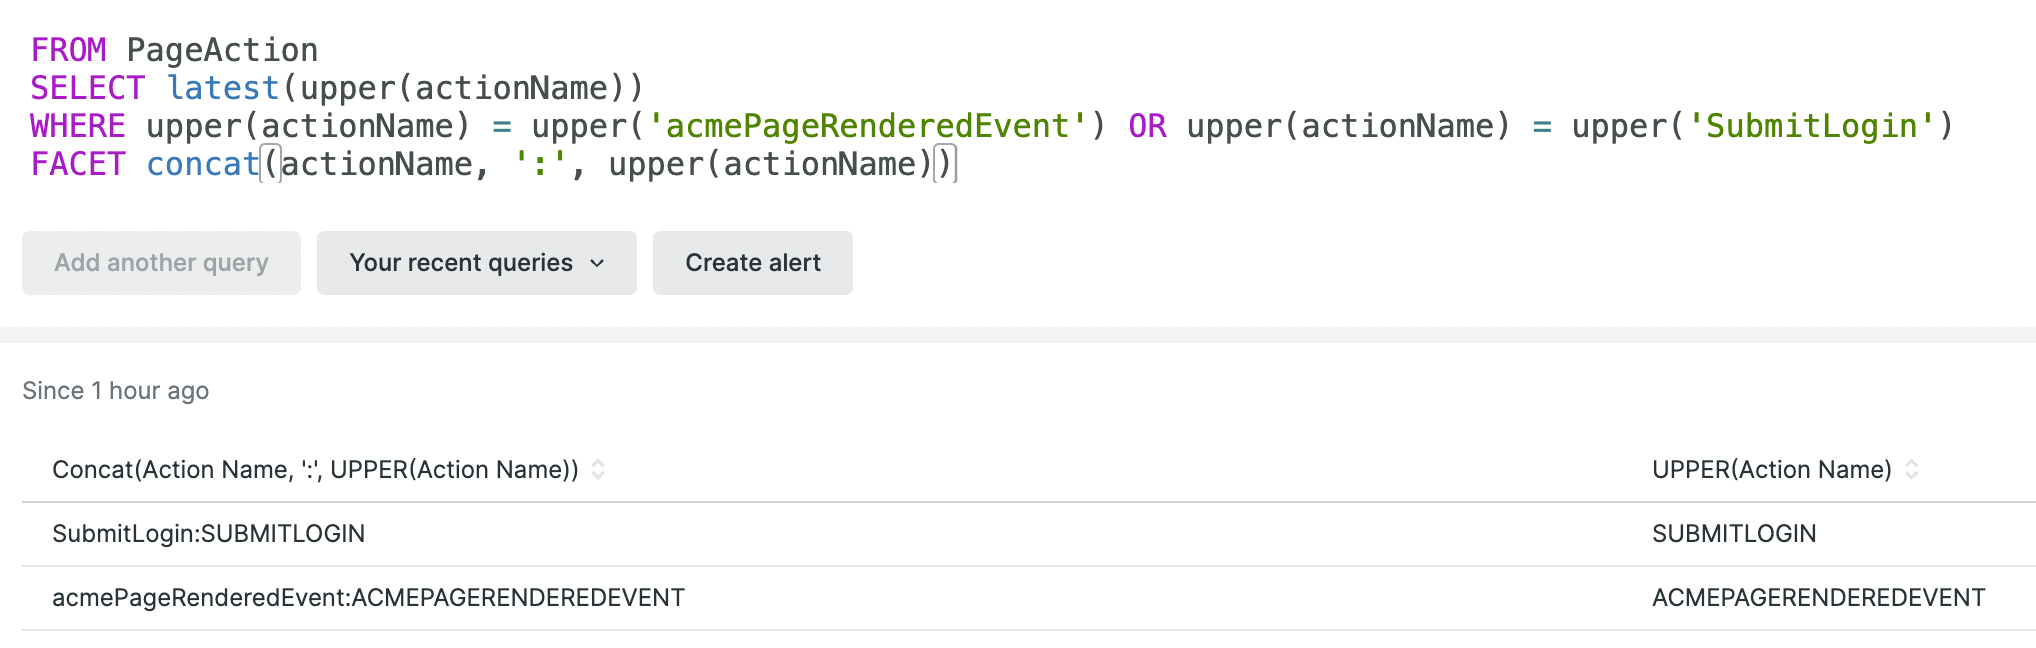 FROM PageAction
SELECT latest(upper(actionName))
WHERE upper(actionName) = upper('acmePageRenderedEvent') OR upper(actionName) = upper('SubmitLogin')
FACET concat(actionName, ':', upper(actionName))
Add another query Your recent queries Create alert
Since 1 hour ago
Concat(Action Name, ':', UPPER(Action Name)) UPPER(Action Name)
SubmitLogin:SUBMITLOGIN SUBMITLOGIN
acmePageRenderedEvent:ACMEPAGERENDEREDEVENT ACMEPAGERENDEREDEVENT